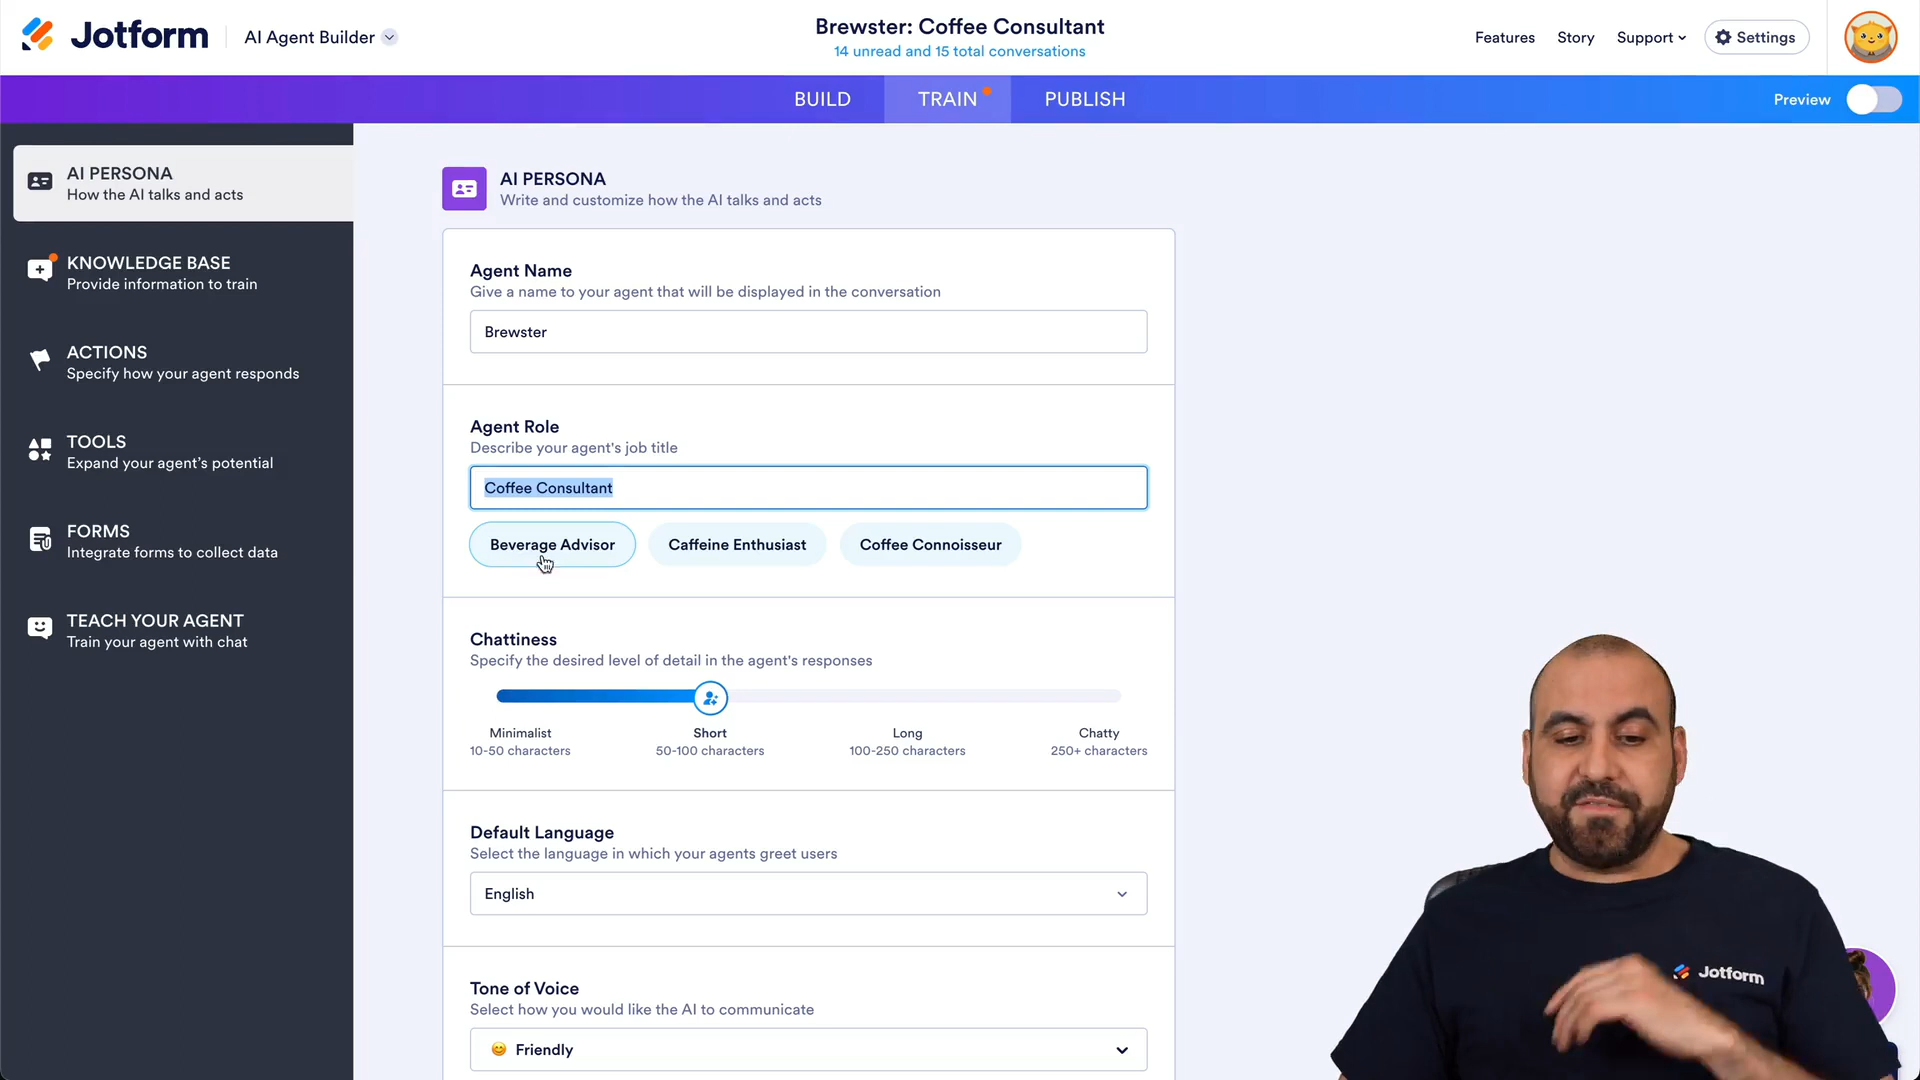 Jotform
AI Agent Builder
Brewster: Coffee Consultant
14 unread and 15 total conversations
Features
Story
Support
Settings
BUILD
TRAIN
PUBLISH
Preview
AI PERSONA
How the AI talks and acts
KNOWLEDGE BASE
Provide information to train
ACTIONS
Specify how your agent responds
TOOLS
Expand your agent's potential
FORMS
Integrate forms to collect data
TEACH YOUR AGENT
Train your agent with chat
AI PERSONA
Write and customize how the AI talks and acts
Agent Name
Give a name to your agent that will be displayed in the conversation
Brewster
Agent Role
Describe your agent's job title
Coffee Consultant
Beverage Advisor
Caffeine Enthusiast
Coffee Connoisseur
Chattiness
Specify the desired level of detail in the agent's responses
Minimalist
10-50 characters
Short
50-100 characters
Long
100-250 characters
Chatty
250+ characters
Default Language
Select the language in which your agents greet users
English
Tone of Voice
Select how you would like the AI to communicate
Friendly
Jotform